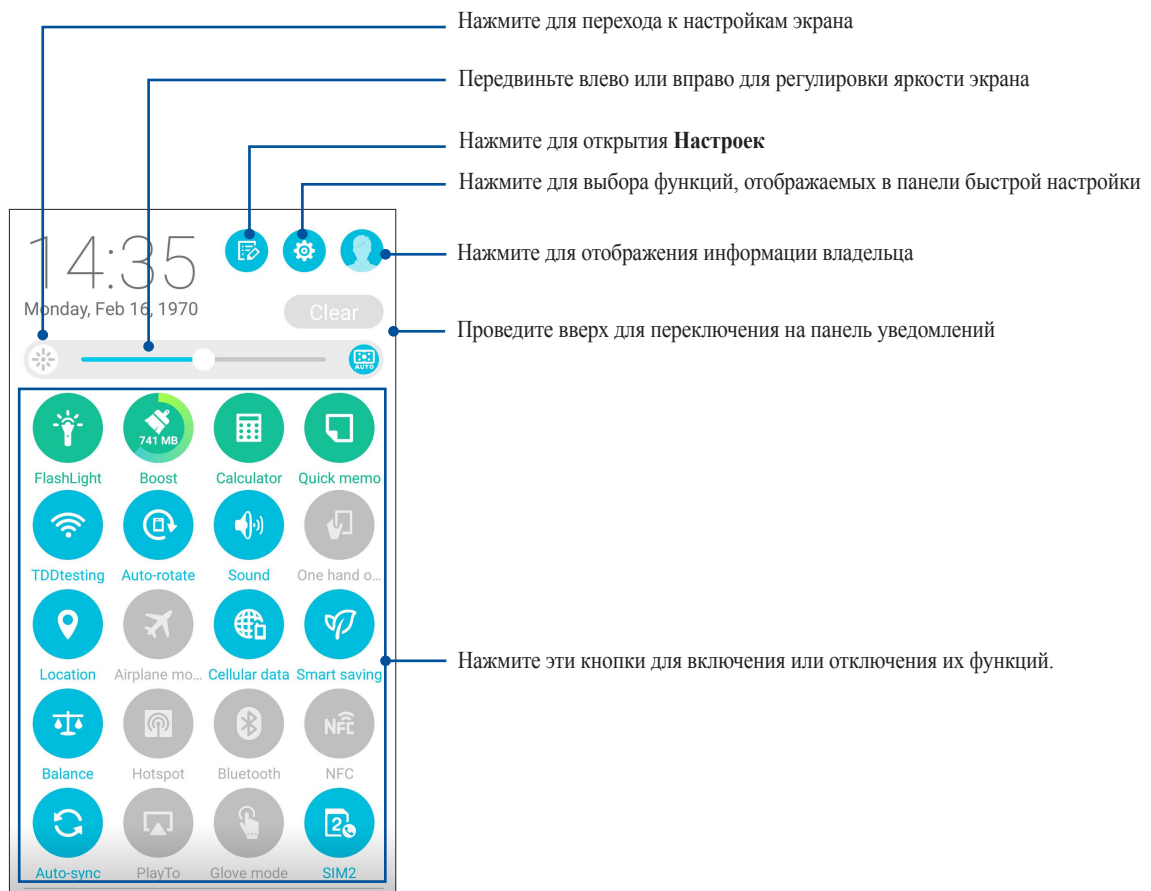 Нажмите для перехода к настройкам экрана
Передвиньте влево или вправо для регулировки яркости экрана
Нажмите для открытия Настроек
Нажмите для выбора функций, отображаемых в панели быстрой настройки
14:35
Нажмите для отображения информации владельца
Monday, Feb 16, 1970
Clear
Проведите вверх для переключения на панель уведомлений
AUTO
741 MB
FlashLight Boost Calculator Quick memo
TDDtesting Auto-rotate Sound One hand o...
Нажмите эти кнопки для включения или отключения их функций.
Location Airplane mo... Cellular data Smart saving
NFC
Balance Hotspot Bluetooth NFC
2
Auto-sync PlayTo Glove mode SIM2